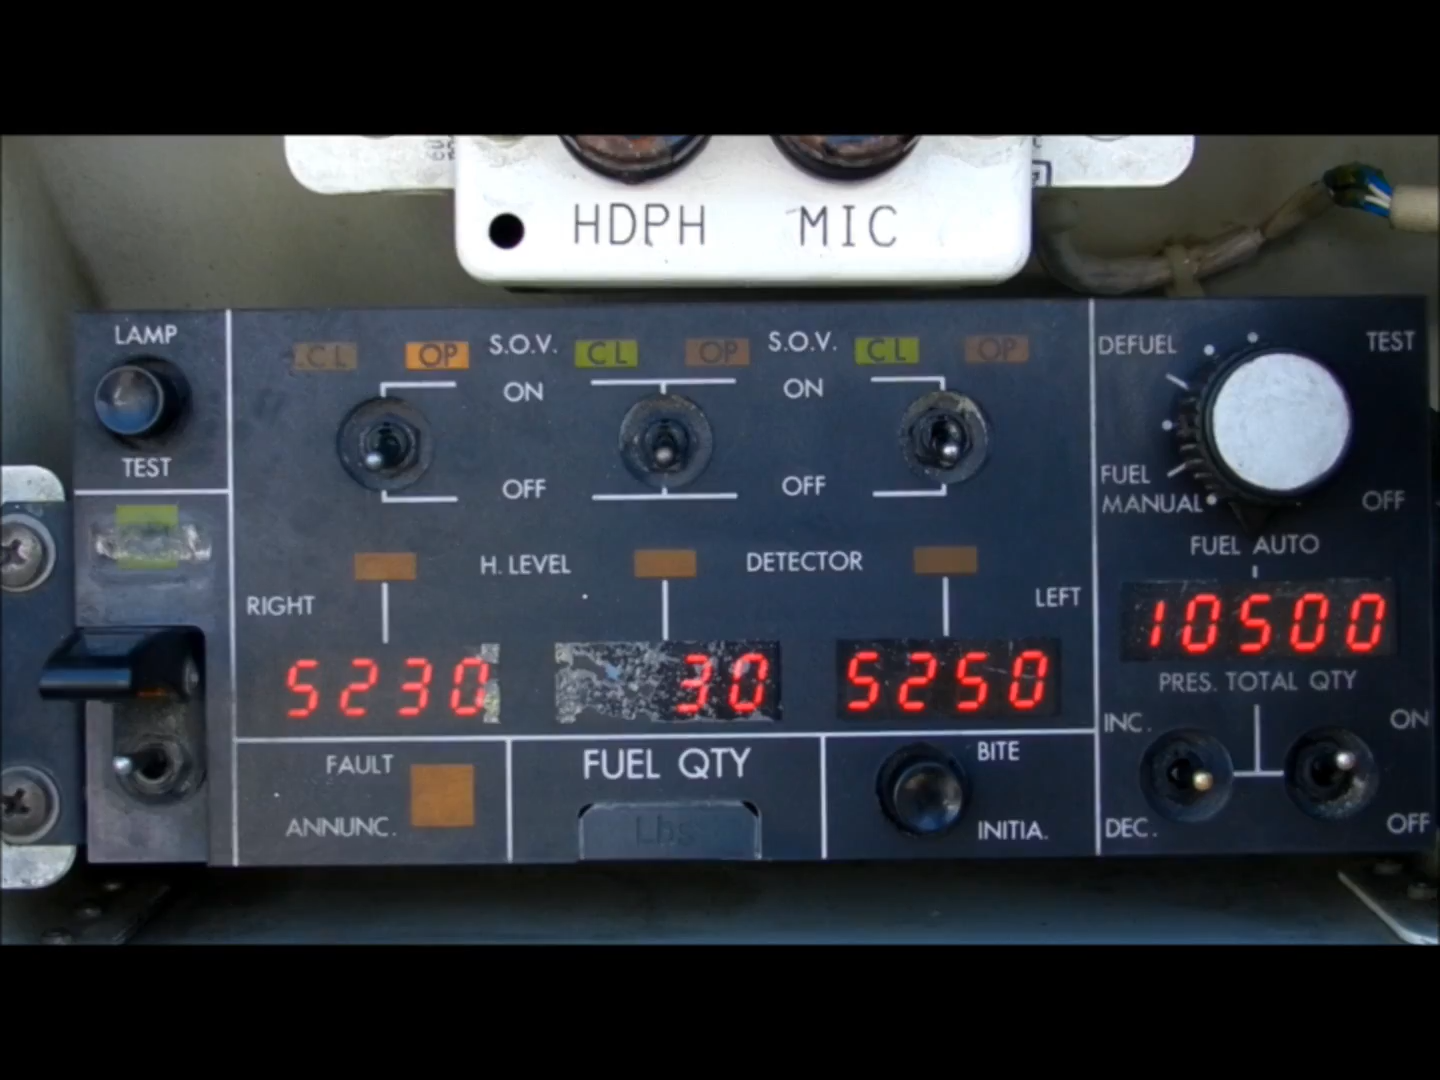 HDPH MIC
LAMP
TEST
CL OP S.O.V. CL OP S.O.V. CL OP
ON ON
OFF OFF
H. LEVEL DETECTOR
RIGHT LEFT
5230 30 5250
FAULT
ANNUNC.
FUEL QTY
Lbs
BITE
INITIA.
DEFUEL TEST
FUEL
MANUAL OFF
FUEL AUTO
10500
PRES. TOTAL QTY
INC. ON
DEC. OFF